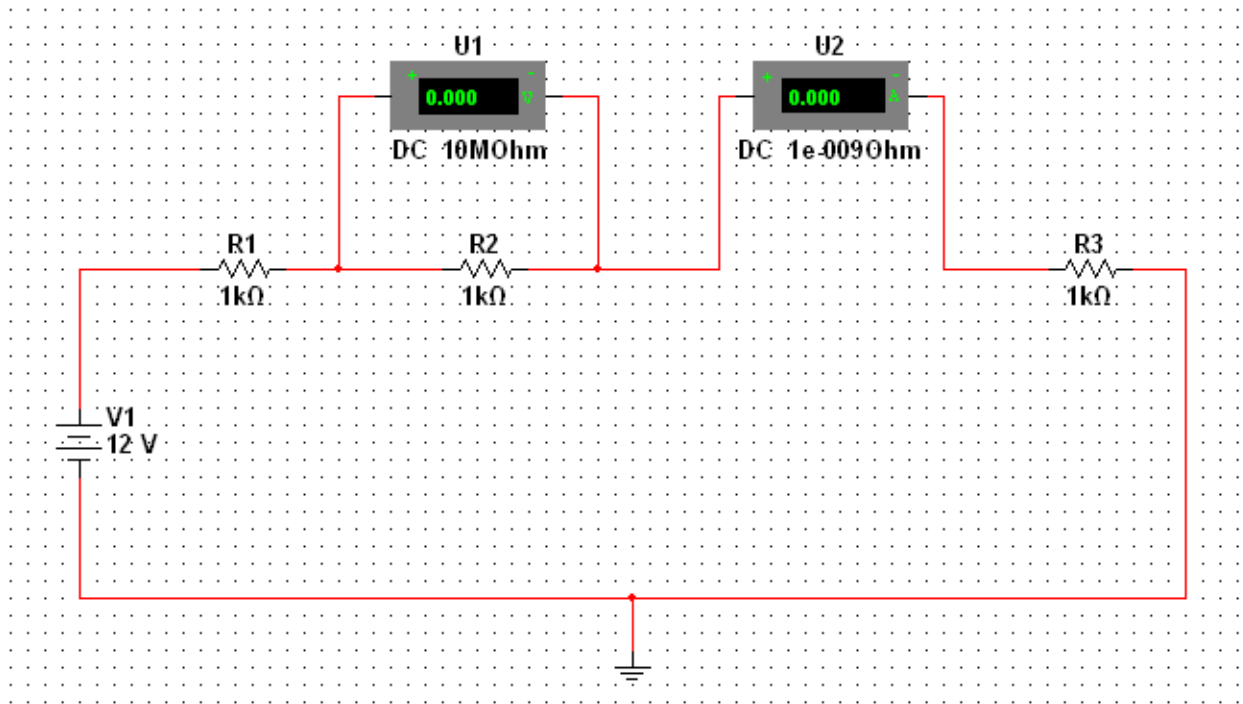 U1
+ -
0.000 V
DC 10MOhm
U2
+ -
0.000 A
DC 1e-009Ohm
R1
1kΩ
R2
1kΩ
R3
1kΩ
V1
12 V